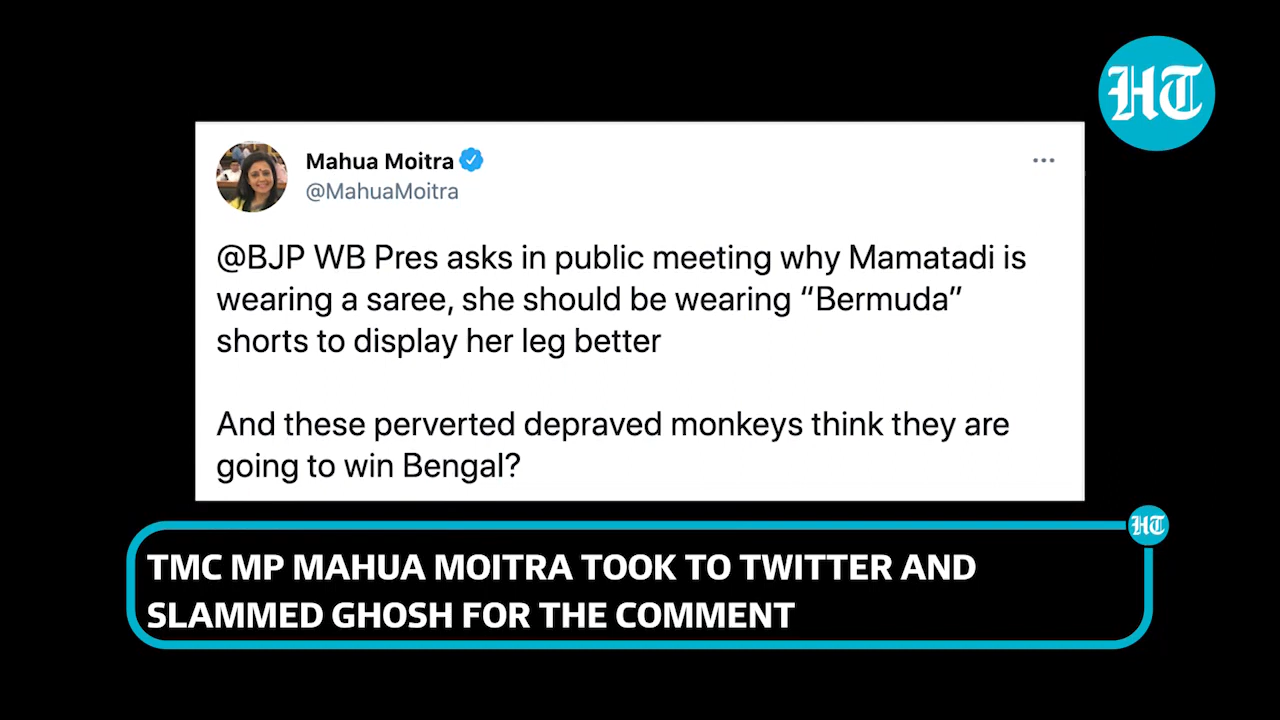 HT
Mahua Moitra
@MahuaMoitra
@BJP WB Pres asks in public meeting why Mamatadi is
wearing a saree, she should be wearing “Bermuda”
shorts to display her leg better
And these perverted depraved monkeys think they are
going to win Bengal?
HT
TMC MP MAHUA MOITRA TOOK TO TWITTER AND
SLAMMED GHOSH FOR THE COMMENT